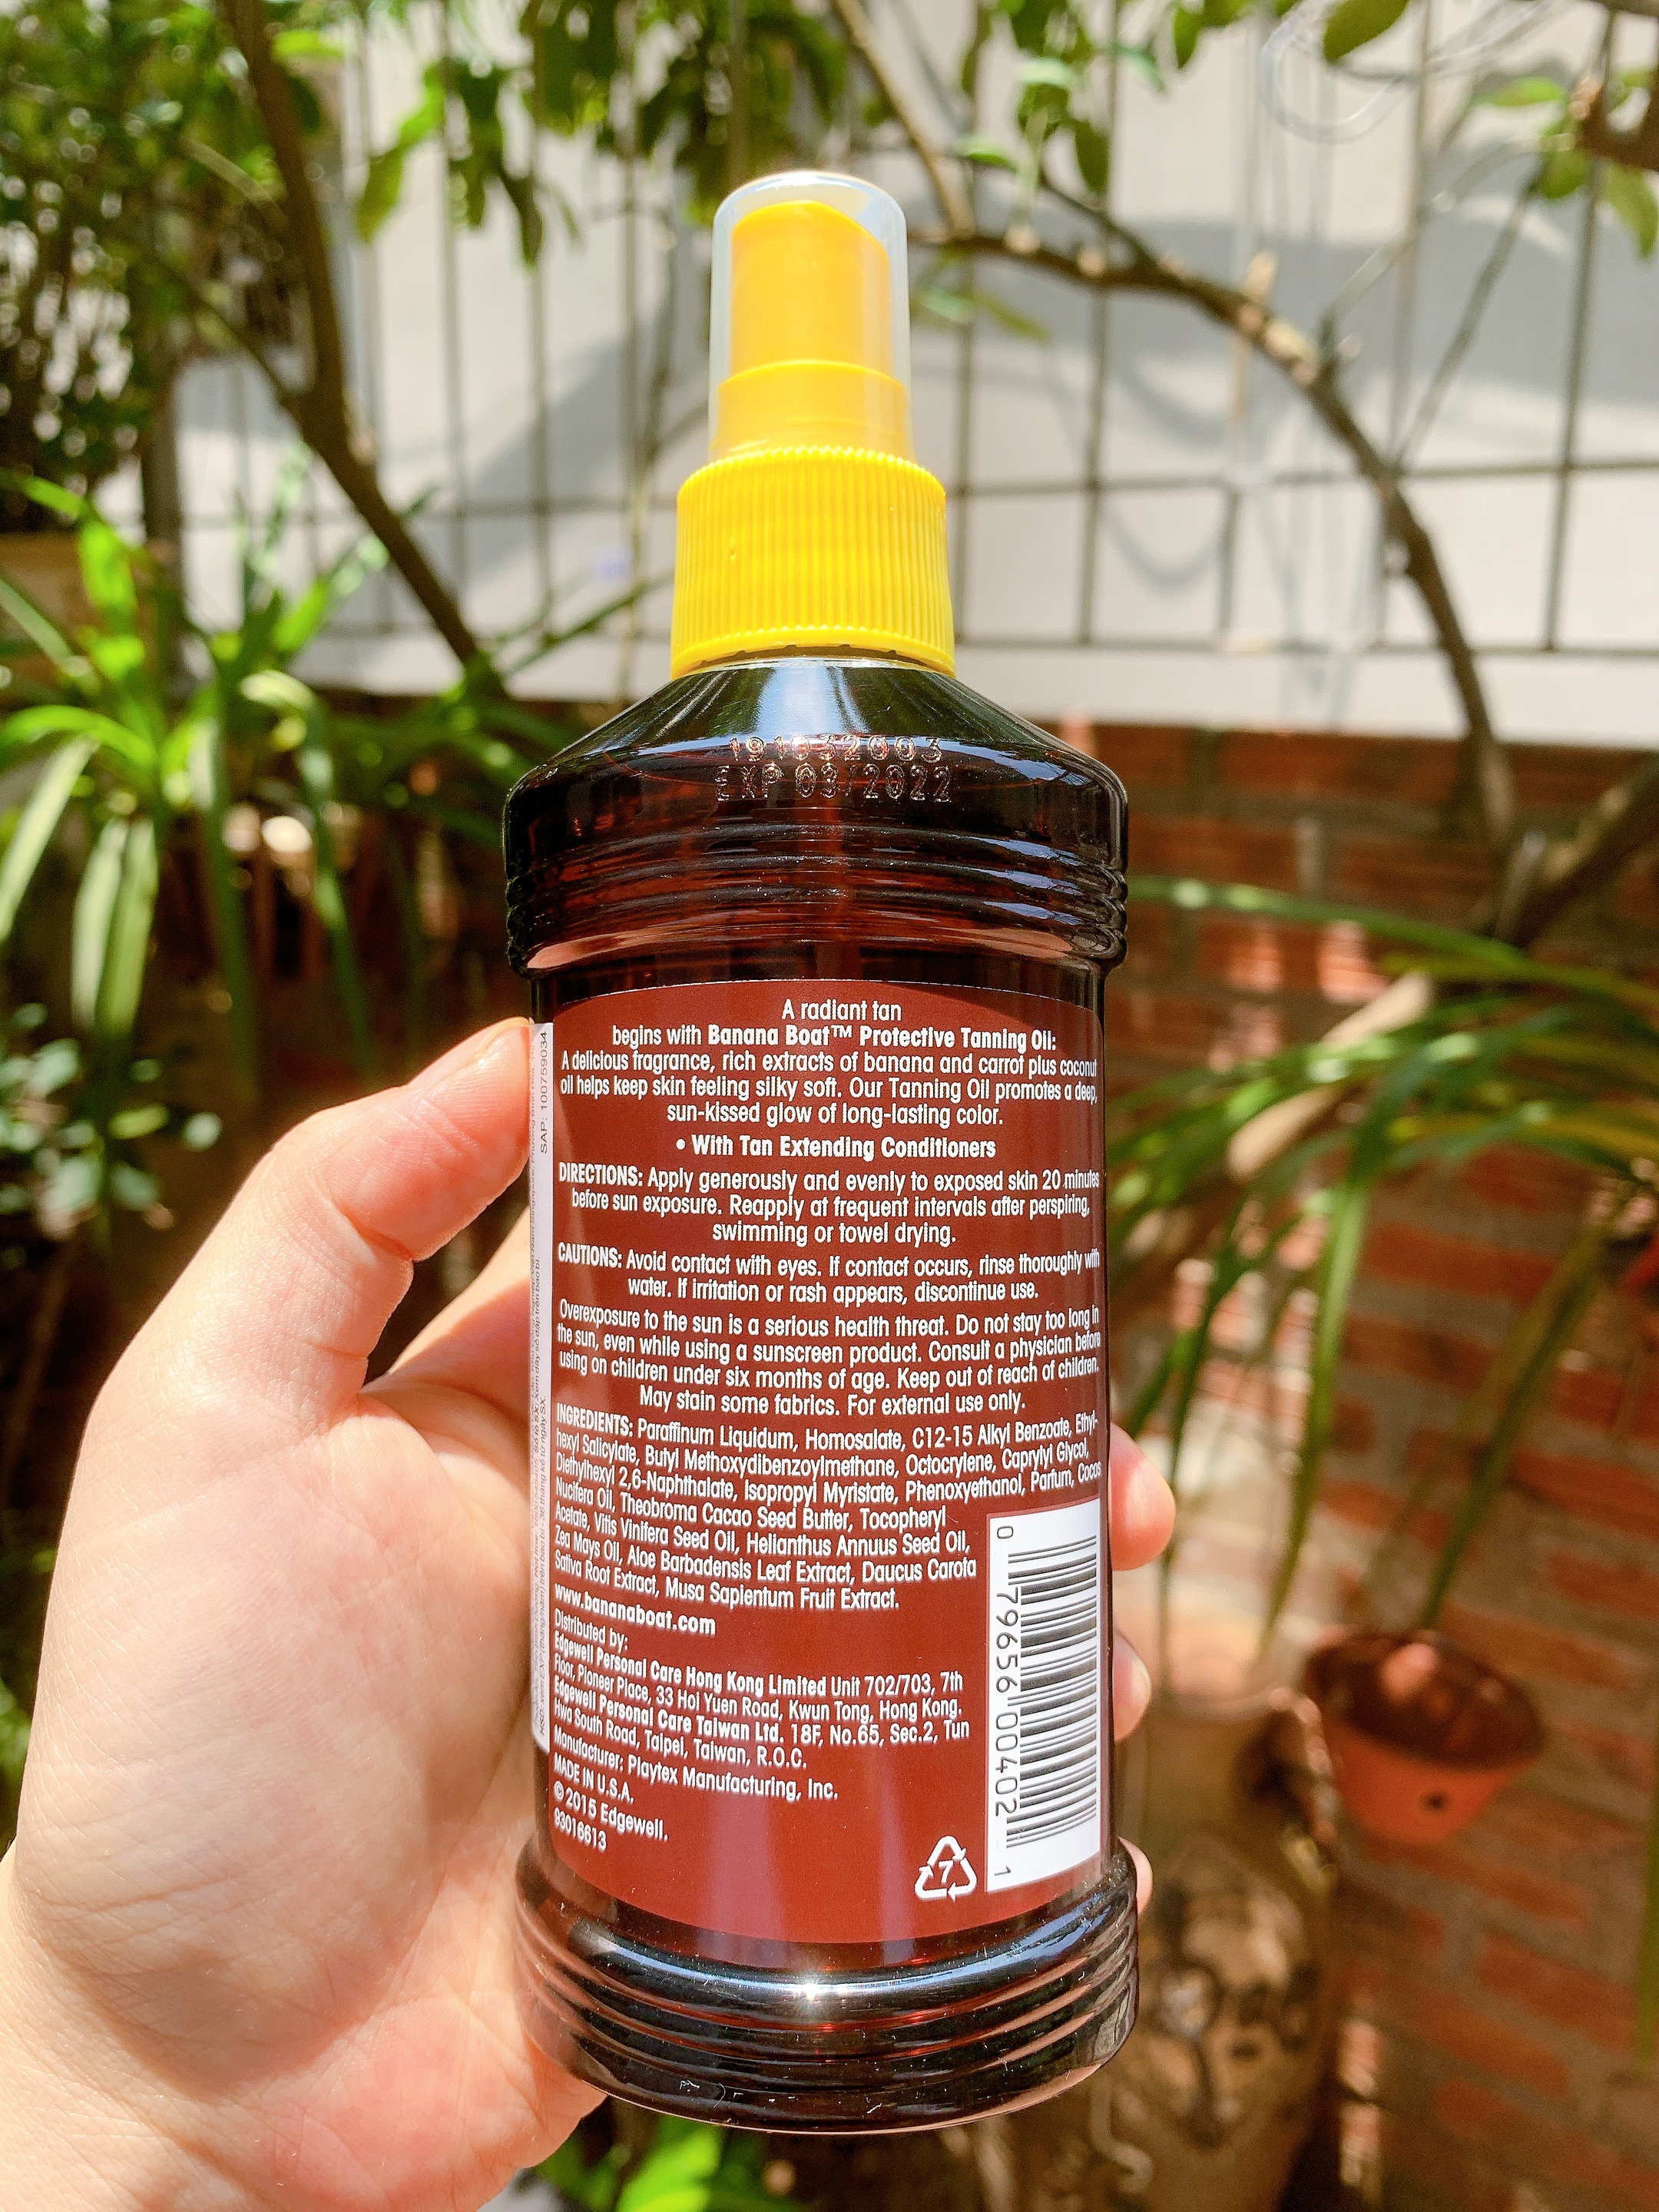 EXP 03/2022
A radiant tan
begins with Banana Boat™ Protective Tanning Oil:
A delicious fragrance, rich extracts of banana and carrot plus coconut
oil helps keep skin feeling silky soft. Our Tanning Oil promotes a deep,
sun-kissed glow of long-lasting color.
• With Tan Extending Conditioners
DIRECTIONS: Apply generously and evenly to exposed skin 20 minutes
before sun exposure. Reapply at frequent intervals after perspiring,
swimming or towel drying.
CAUTIONS: Avoid contact with eyes. If contact occurs, rinse thoroughly with
water. If irritation or rash appears, discontinue use.
Overexposure to the sun is a serious health threat. Do not stay too long in
the sun, even while using a sunscreen product. Consult a physician before
using on children under six months of age. Keep out of reach of children.
May stain some fabrics. For external use only.
INGREDIENTS: Paraffinum Liquidum, Homosalate, C12-15 Alkyl Benzoate, Ethyl-
hexyl Salicylate, Butyl Methoxydibenzoylmethane, Octocrylene, Caprylyl Glycol,
Diethylhexyl 2,6-Naphthalate, Isopropyl Myristate, Phenoxyethanol, Parfum, Cocos
Nucifera Oil, Theobroma Cacao Seed Butter, Tocopheryl
Acetate, Vitis Vinifera Seed Oil, Helianthus Annuus Seed Oil,
Zea Mays Oil, Aloe Barbadensis Leaf Extract, Daucus Carota
Sativa Root Extract, Musa Sapientum Fruit Extract.
www.bananaboat.com
Distributed by:
Edgewell Personal Care Hong Kong Limited Unit 702/703, 7th
Floor, Pioneer Place, 33 Hoi Yuen Road, Kwun Tong, Hong Kong.
Edgewell Personal Care Taiwan Ltd. 18F, No.65, Sec.2, Tun
Hwa South Road, Taipei, Taiwan, R.O.C.
Manufacturer: Playtex Manufacturing, Inc.
MADE IN U.S.A.
© 2015 Edgewell.
93016613
7
0 79656 00402 1
SAP: 100759034